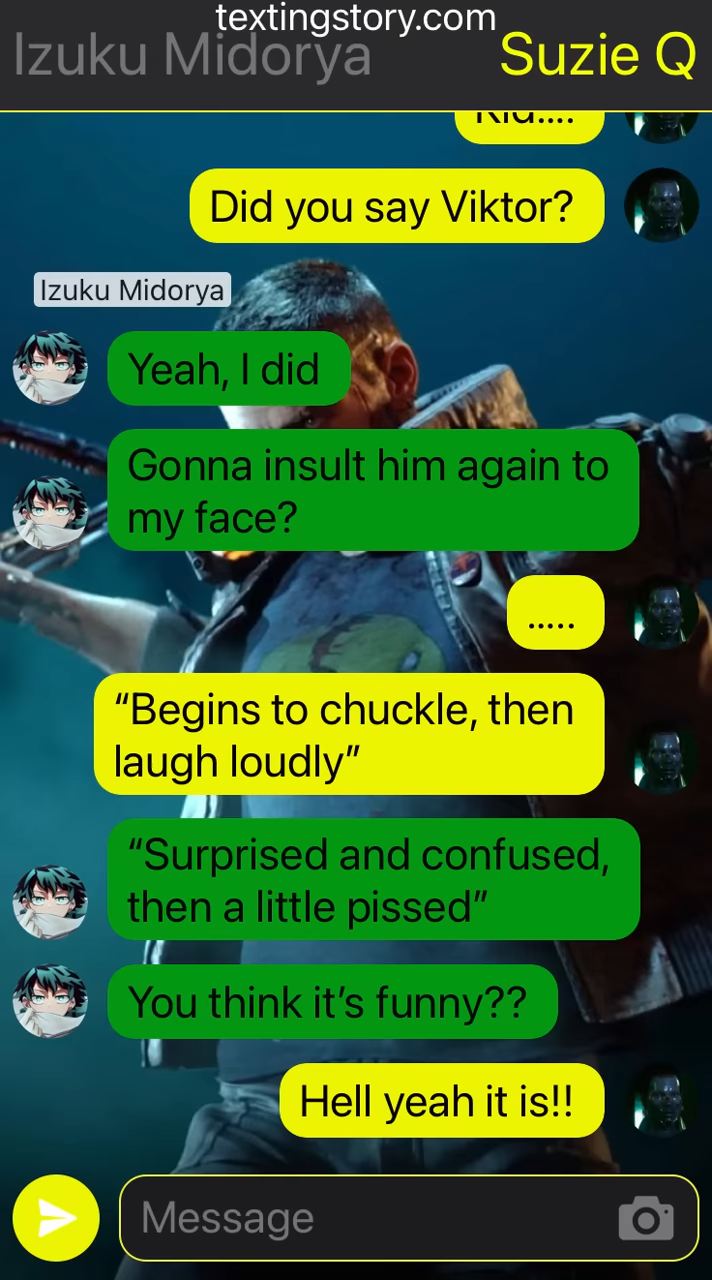 textingstory.com
Izuku Midorya
Suzie Q
Kid....
Did you say Viktor?
Izuku Midorya
Yeah, I did
Gonna insult him again to
my face?
.....
“Begins to chuckle, then
laugh loudly”
“Surprised and confused,
then a little pissed”
You think it’s funny??
Hell yeah it is!!
Message